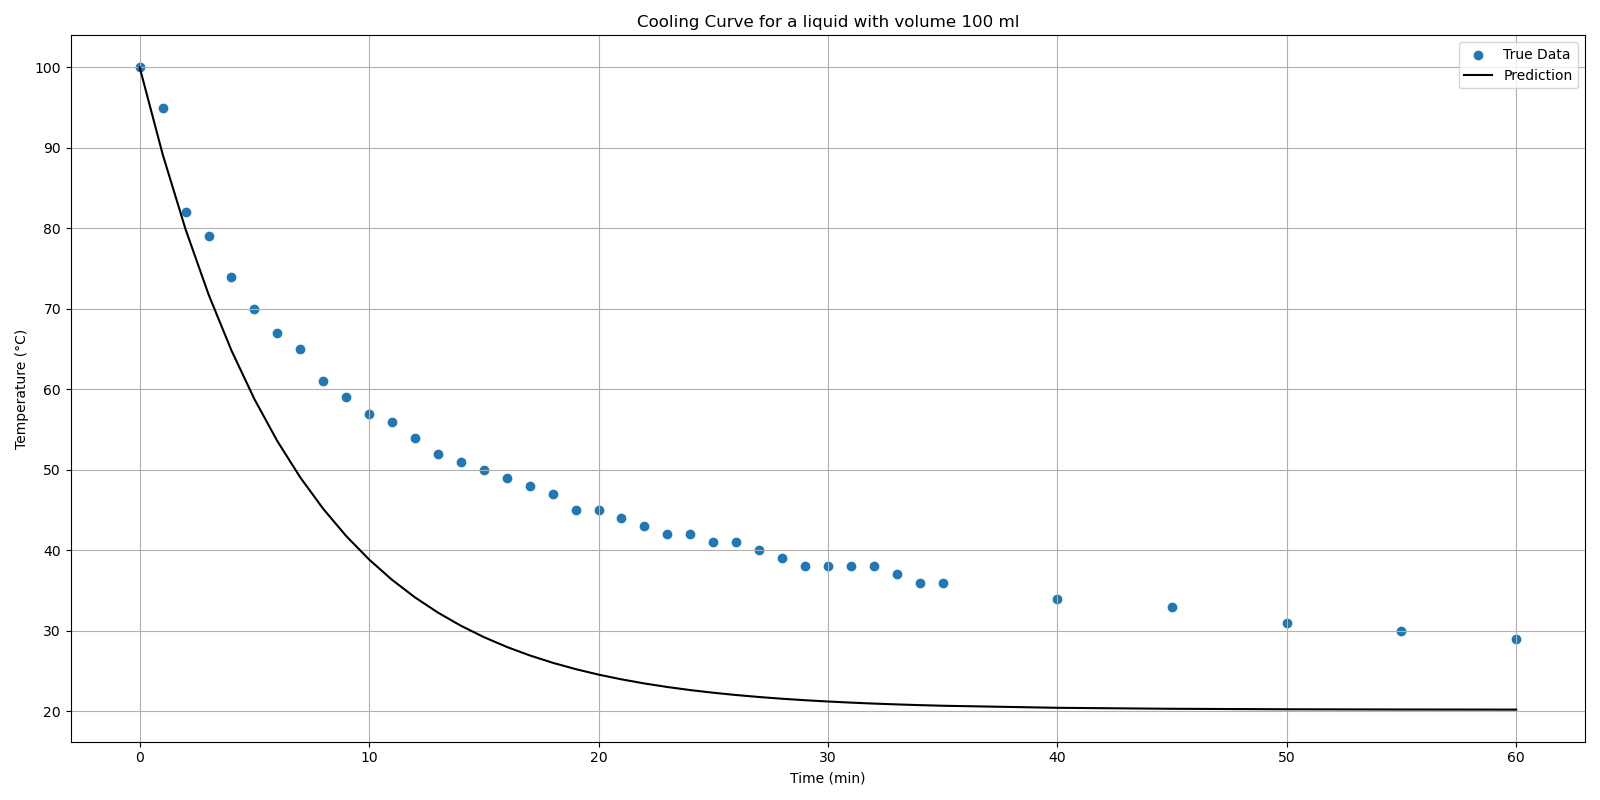 Cooling Curve for a liquid with volume 100 ml
True Data
Prediction
100
90
80
70
60
50
40
30
20
Temperature (°C)
0 10 20 30 40 50 60
Time (min)